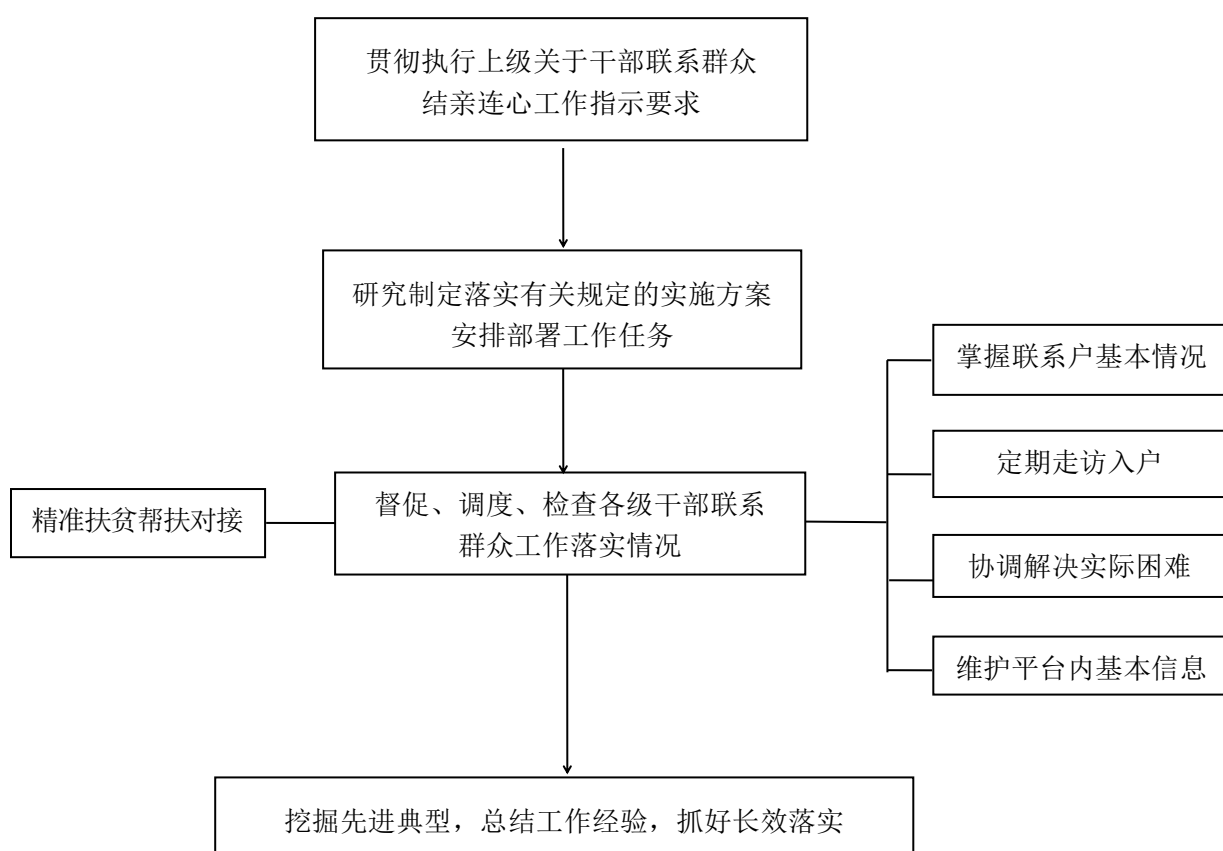 贯彻执行上级关于干部联系群众
结亲连心工作指示要求
研究制定落实有关规定的实施方案
安排部署工作任务
掌握联系户基本情况
定期走访入户
精准扶贫帮扶对接
督促、调度、检查各级干部联系
群众工作落实情况
协调解决实际困难
维护平台内基本信息
挖掘先进典型，总结工作经验，抓好长效落实